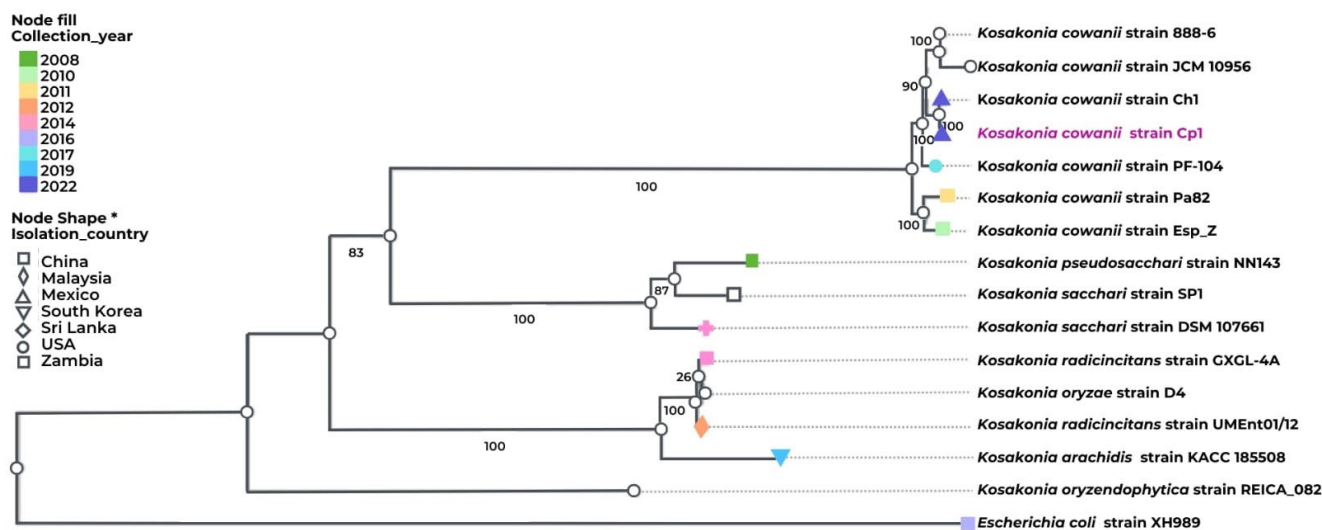 Node fill
Collection_year
2008
2010
2011
2012
2014
2016
2017
2019
2022
Node Shape *
Isolation_country
China
Malaysia
Mexico
South Korea
Sri Lanka
USA
Zambia
Kosakonia cowanii strain 888-6
Kosakonia cowanii strain JCM 10956
Kosakonia cowanii strain Ch1
Kosakonia cowanii strain Cp1
Kosakonia cowanii strain PF-104
Kosakonia cowanii strain Pa82
Kosakonia cowanii strain Esp_Z
Kosakonia pseudosacchari strain NN143
Kosakonia sacchari strain SP1
Kosakonia sacchari strain DSM 107661
Kosakonia radicincitans strain GXGL-4A
Kosakonia oryzae strain D4
Kosakonia radicincitans strain UMEnt01/12
Kosakonia arachidis strain KACC 185508
Kosakonia oryzendophytica strain REICA_082
Escherichia coli strain XH989
100
90
100
100
100
100
83
87
100
26
100
100